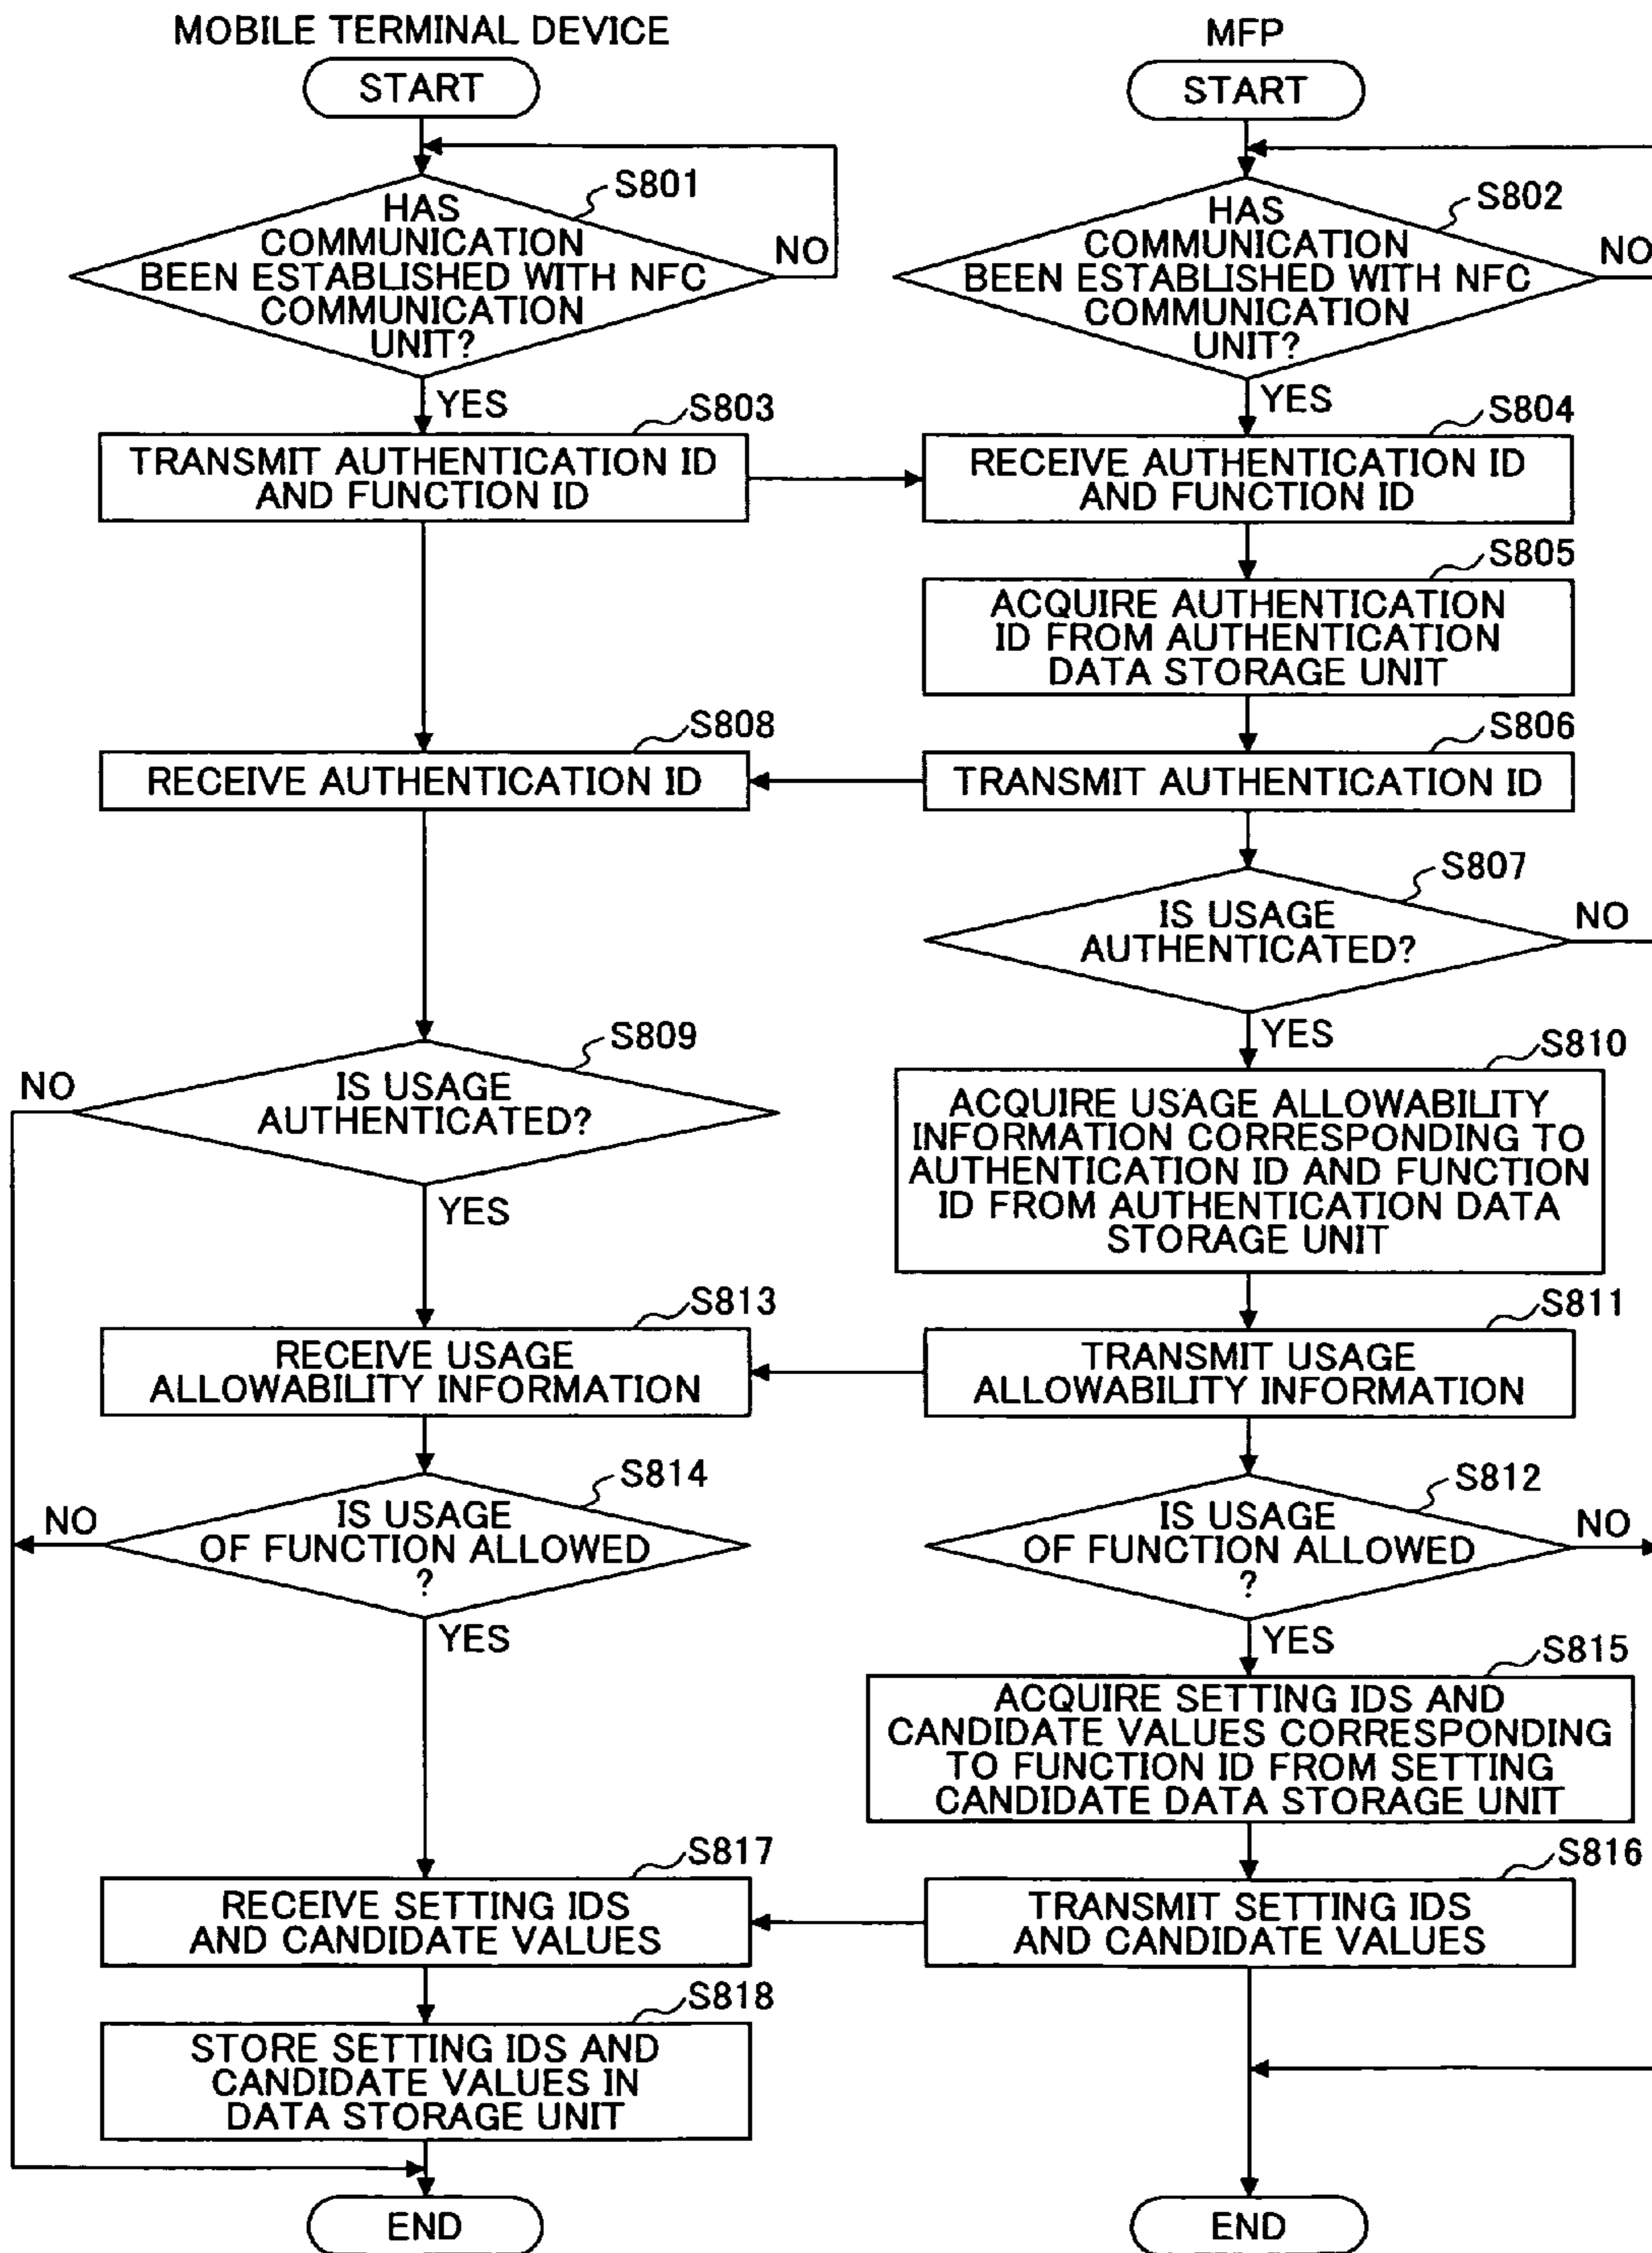 MOBILE TERMINAL DEVICE
MFP
START
START
S801
HAS
COMMUNICATION
BEEN ESTABLISHED WITH NFC
COMMUNICATION
UNIT?
NO
YES
S802
HAS
COMMUNICATION
BEEN ESTABLISHED WITH NFC
COMMUNICATION
UNIT?
NO
YES
S803
TRANSMIT AUTHENTICATION ID
AND FUNCTION ID
S804
RECEIVE AUTHENTICATION ID
AND FUNCTION ID
S805
ACQUIRE AUTHENTICATION
ID FROM AUTHENTICATION
DATA STORAGE UNIT
S808
RECEIVE AUTHENTICATION ID
S806
TRANSMIT AUTHENTICATION ID
S807
IS USAGE
AUTHENTICATED?
NO
YES
S809
IS USAGE
AUTHENTICATED?
NO
YES
S810
ACQUIRE USAGE ALLOWABILITY
INFORMATION CORRESPONDING TO
AUTHENTICATION ID AND FUNCTION
ID FROM AUTHENTICATION DATA
STORAGE UNIT
S813
RECEIVE USAGE
ALLOWABILITY INFORMATION
S811
TRANSMIT USAGE
ALLOWABILITY INFORMATION
S814
IS USAGE
OF FUNCTION ALLOWED
?
NO
YES
S812
IS USAGE
OF FUNCTION ALLOWED
?
NO
YES
S815
ACQUIRE SETTING IDS AND
CANDIDATE VALUES CORRESPONDING
TO FUNCTION ID FROM SETTING
CANDIDATE DATA STORAGE UNIT
S817
RECEIVE SETTING IDS
AND CANDIDATE VALUES
S816
TRANSMIT SETTING IDS
AND CANDIDATE VALUES
S818
STORE SETTING IDS AND
CANDIDATE VALUES IN
DATA STORAGE UNIT
END
END